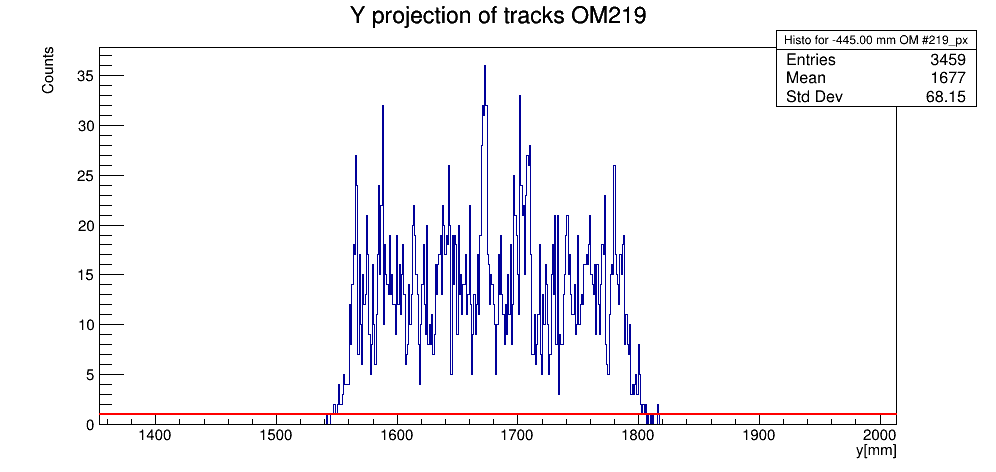 Y projection of tracks OM219
Histo for -445.00 mm OM #219_px
Entries 3459
Mean 1677
Std Dev 68.15
Counts
35
30
25
20
15
10
5
0
1400 1500 1600 1700 1800 1900 2000
y[mm]